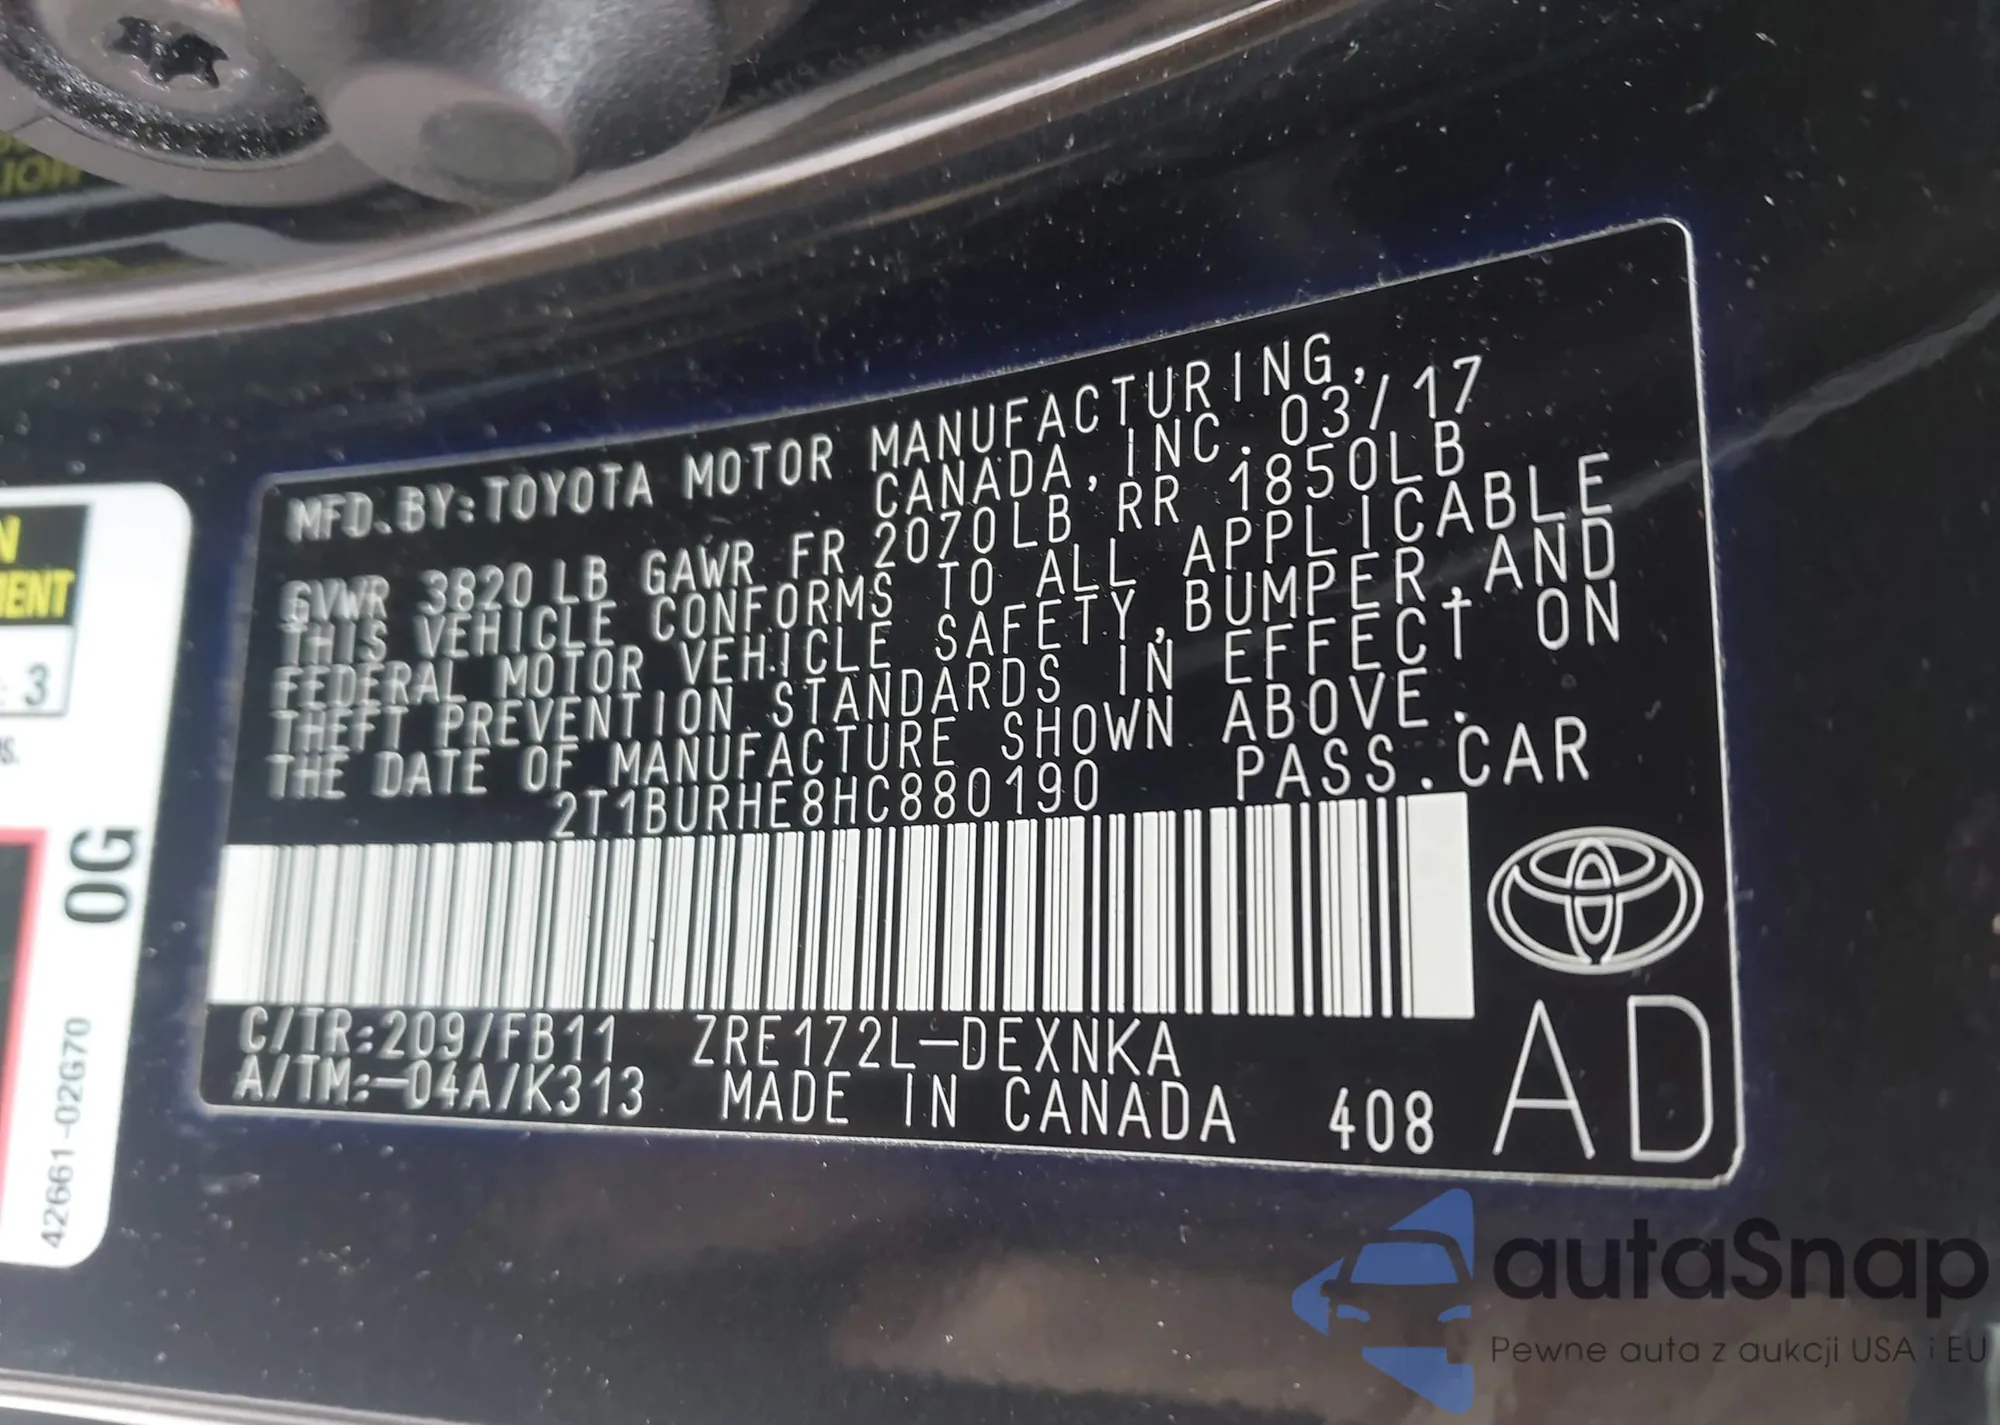 MFD.BY:TOYOTA MOTOR MANUFACTURING,
CANADA, INC. 03/17
GVWR 3820 LB GAWR FR 2070LB RR 1850LB
THIS VEHICLE CONFORMS TO ALL APPLICABLE
FEDERAL MOTOR VEHICLE SAFETY,BUMPER,AND
THEFT PREVENTION STANDARDS IN EFFECT ON
THE DATE OF MANUFACTURE SHOWN ABOVE.
2T1BURHE8HC880190 PASS.CAR
C/TR:209/FB11 ZRE172L-DEXNKA
A/TM:-04A/K313 MADE IN CANADA 408
AD
3
0G
42661-02G70
autaSnap
Pewne auta z aukcji USA i EU